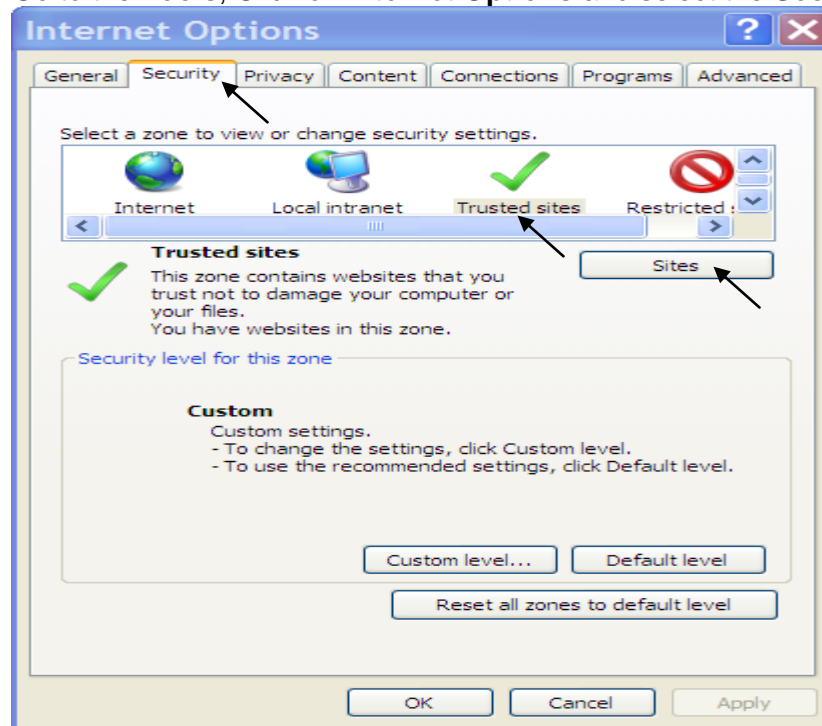 Internet Options
General Security Privacy Content Connections Programs Advanced
Select a zone to view or change security settings.
Internet Local intranet Trusted sites Restricted
Trusted sites
Sites
This zone contains websites that you
trust not to damage your computer or
your files.
You have websites in this zone.
Security level for this zone
Custom
Custom settings.
- To change the settings, click Custom level.
- To use the recommended settings, click Default level.
Custom level... Default level
Reset all zones to default level
OK Cancel Apply